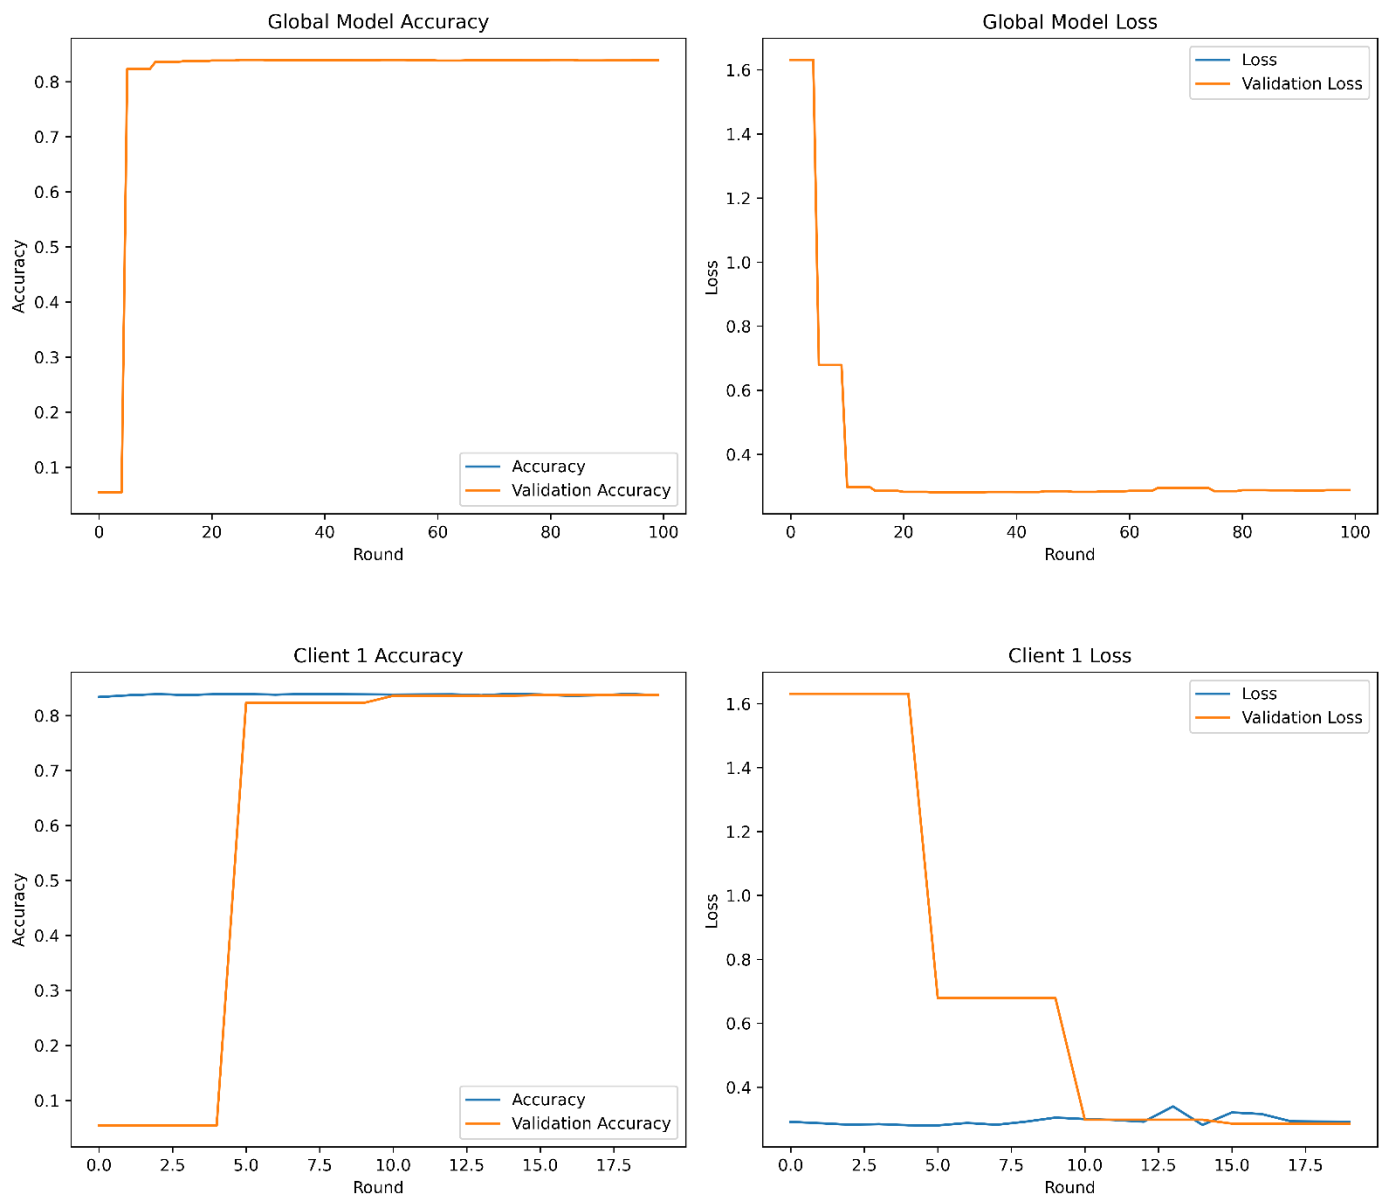 Global Model Accuracy
Accuracy
0.8
0.7
0.6
0.5
0.4
0.3
0.2
0.1
Accuracy
Validation Accuracy
0 20 40 60 80 100
Round
Global Model Loss
Loss
1.6
1.4
1.2
1.0
0.8
0.6
0.4
Loss
Validation Loss
0 20 40 60 80 100
Round
Client 1 Accuracy
Accuracy
0.8
0.7
0.6
0.5
0.4
0.3
0.2
0.1
Accuracy
Validation Accuracy
0.0 2.5 5.0 7.5 10.0 12.5 15.0 17.5
Round
Client 1 Loss
Loss
1.6
1.4
1.2
1.0
0.8
0.6
0.4
Loss
Validation Loss
0.0 2.5 5.0 7.5 10.0 12.5 15.0 17.5
Round